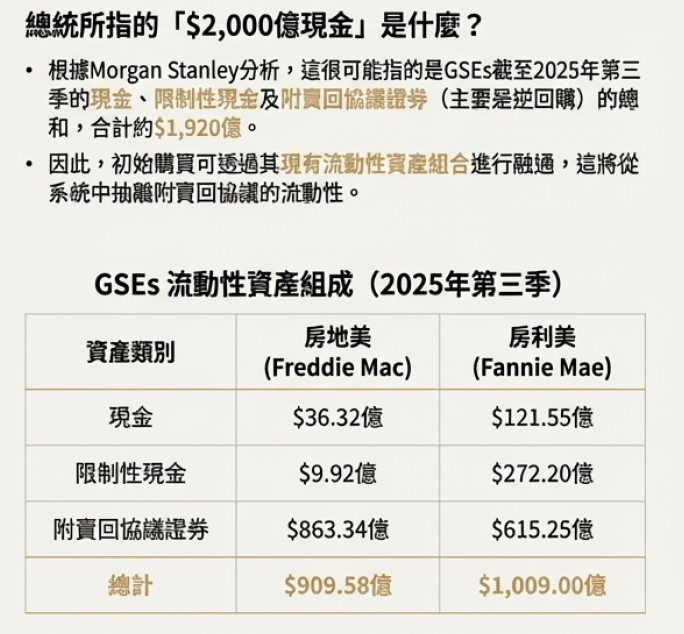 總統所指的「$2,000億現金」是什麼？
• 根據Morgan Stanley分析，這很可能指的是GSEs截至2025年第三
季的現金、限制性現金及附賣回協議證券（主要是逆回購）的總
和，合計約$1,920億。
• 因此，初始購買可透過其現有流動性資產組合進行融通，這將從
系統中抽離附賣回協議的流動性。
GSEs 流動性資產組成（2025年第三季）
資產類別
房地美
(Freddie Mac)
房利美
(Fannie Mae)
現金 $36.32億 $121.55億
限制性現金 $9.92億 $272.20億
附賣回協議證券 $863.34億 $615.25億
總計 $909.58億 $1,009.00億